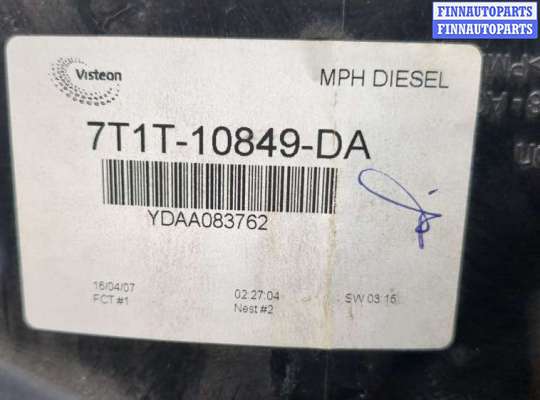 FINNAUTOPARTS
FINNAUTOPARTS
Visteon
MPH DIESEL
7T1T-10849-DA
YDAA083762
16/04/07
02:27:04
SW 03.15
FCT #1
Nest #2